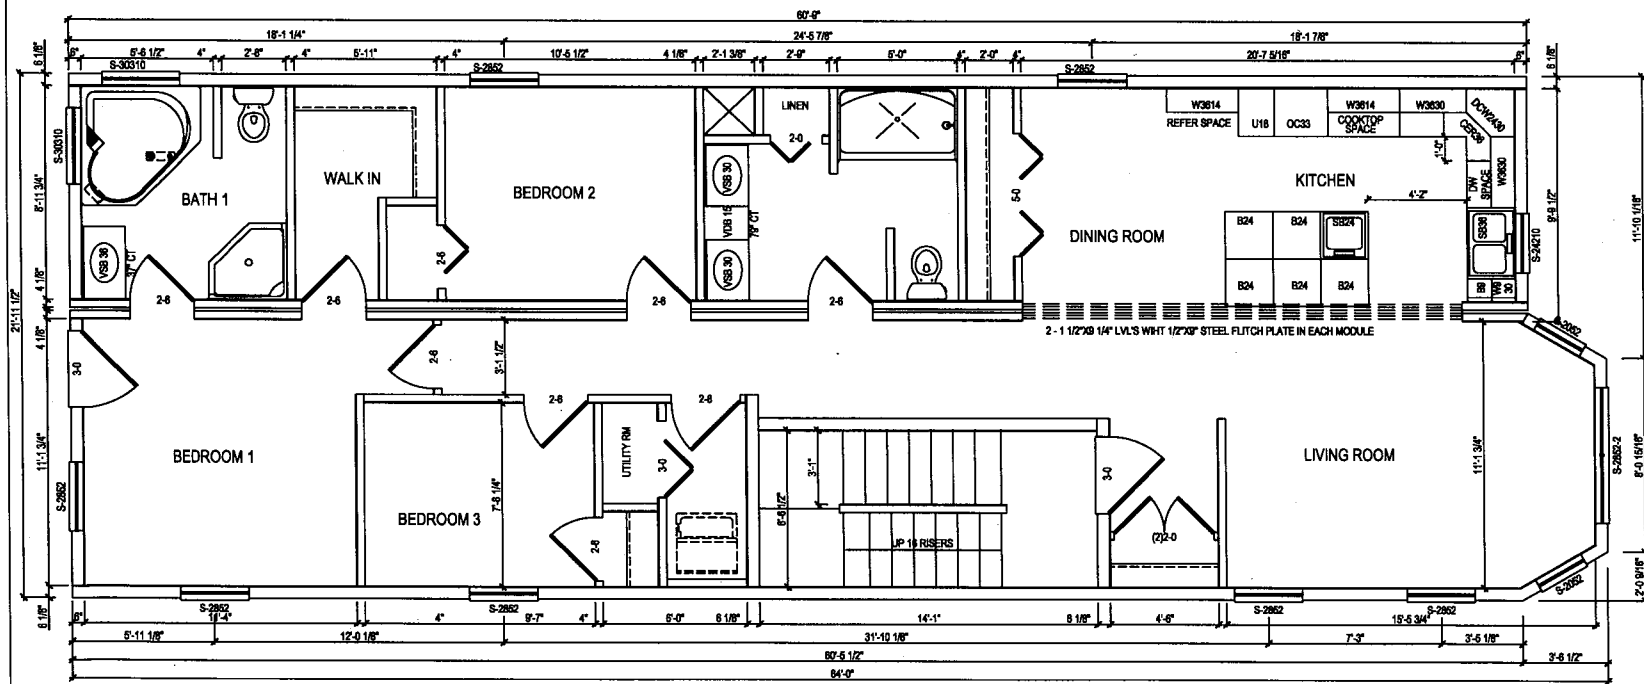 60'-9"
18'-1 1/4"
24'-5 7/8"
18'-1 7/8"
6"
5'-6 1/2"
4"
2'-8"
4"
5'-11"
4"
10'-5 1/2"
4 1/8"
2'-1 3/8"
2'-9"
5'-0"
4"
2'-0"
4"
20'-7 5/16"
6"
6 1/8"
6 1/8"
S-30310
S-2852
S-2852
S-30310
LINEN
2-0
W3614
REFER SPACE
U18
OC33
W3614
COOKTOP
SPACE
W3630
DCW2430
CER36
1'-0"
W3630
DW
SPACE
8'-11 3/4"
BATH 1
WALK IN
BEDROOM 2
VSB 30
VDB 15
79" CT
VSB 30
5-0
DINING ROOM
KITCHEN
4'-2"
B24
B24
SB24
B24
B24
B24
SB36
B9
W9
30
S-24210
9'-9 1/2"
11'-10 1/16"
VSB 36
37" CT
2-6
2-6
2-6
2-6
2-6
4 1/8"
21'-11 1/2"
2 - 1 1/2"X9 1/4" LVL'S WIHT 1/2"X9" STEEL FLITCH PLATE IN EACH MODULE
S-2052
4 1/8"
3-0
2-6
3'-1 1/2"
2-6
2-6
11'-1 3/4"
BEDROOM 1
S-2852
BEDROOM 3
7'-8 1/4"
UTILITY RM
3-0
2-6
6'-6 1/2"
3'-1"
UP 16 RISERS
3-0
(2)2-0
LIVING ROOM
11'-1 3/4"
S-2852-2
8'-0 15/16"
S-2052
2'-0 9/16"
6 1/8"
S-2852
S-2852
S-2852
S-2852
6"
11'-4"
4"
9'-7"
4"
6'-0"
6 1/8"
14'-1"
6 1/8"
4'-6"
15'-5 3/4"
5'-11 1/8"
12'-0 1/8"
31'-10 1/8"
7'-3"
3'-5 1/8"
60'-5 1/2"
3'-6 1/2"
64'-0"